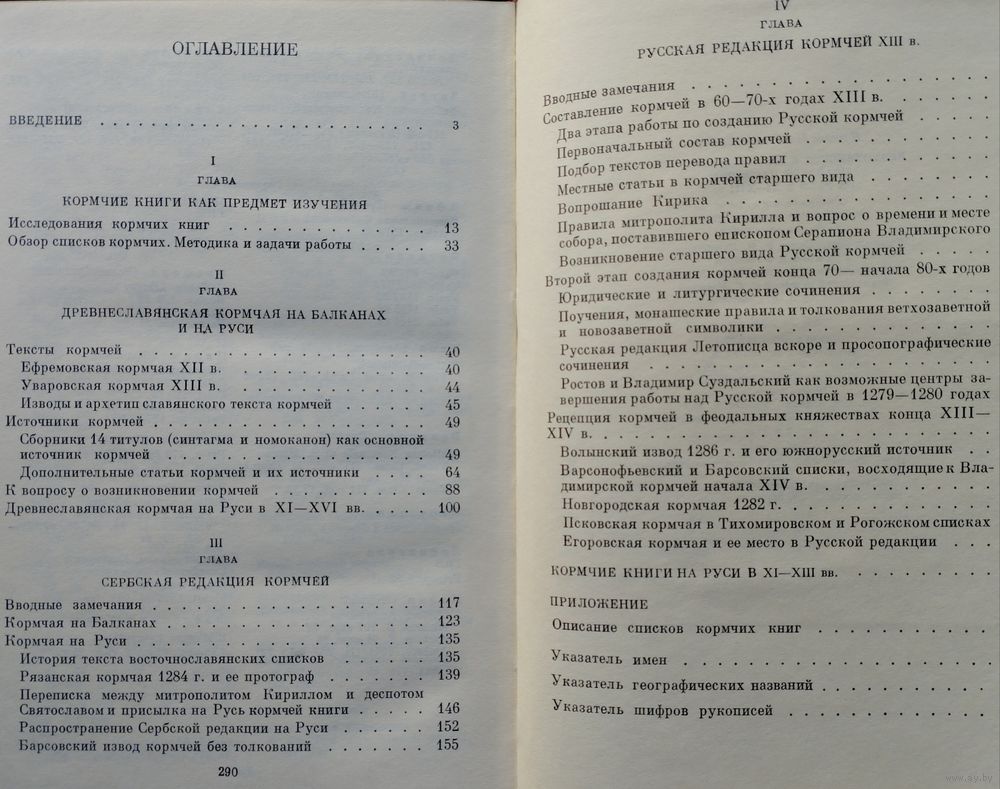 ОГЛАВЛЕНИЕ
ВВЕДЕНИЕ . . . . . . . . . . . . . . . . . . . . 3
I
ГЛАВА
КОРМЧИЕ КНИГИ КАК ПРЕДМЕТ ИЗУЧЕНИЯ
Исследования кормчих книг . . . . . . . . . . . . 13
Обзор списков кормчих. Методика и задачи работы . . . . . 33
II
ГЛАВА
ДРЕВНЕСЛАВЯНСКАЯ КОРМЧАЯ НА БАЛКАНАХ
И НА РУСИ
Тексты кормчей . . . . . . . . . . . . . . . . . 40
Ефремовская кормчая XII в. . . . . . . . . . . . 40
Уваровская кормчая XIII в. . . . . . . . . . . . 44
Изводы и архетип славянского текста кормчей . . . . . . 45
Источники кормчей . . . . . . . . . . . . . . . . 49
Сборники 14 титулов (синтагма и номоканон) как основной
источник кормчей . . . . . . . . . . . . . . . 49
Дополнительные статьи кормчей и их источники . . . . . 64
К вопросу о возникновении кормчей . . . . . . . . . . 88
Древнеславянская кормчая на Руси в XI—XVI вв. . . . . 100
III
ГЛАВА
СЕРБСКАЯ РЕДАКЦИЯ КОРМЧЕЙ
Вводные замечания . . . . . . . . . . . . . . . . 117
Кормчая на Балканах . . . . . . . . . . . . . . . 123
Кормчая на Руси . . . . . . . . . . . . . . . . . 135
История текста восточнославянских списков . . . . . . 135
Рязанская кормчая 1284 г. и ее протограф . . . . . . . 139
Переписка между митрополитом Кириллом и деспотом
Святославом и присылка на Русь кормчей книги . . . . . 146
Распространение Сербской редакции на Руси . . . . . . 152
Барсовский извод кормчей без толкований . . . . . . . 155
290
IV
ГЛАВА
РУССКАЯ РЕДАКЦИЯ КОРМЧЕЙ XIII в.
Вводные замечания . . . . . . . . . . . . . . . .
Составление кормчей в 60—70-х годах XIII в. . . . . . .
Два этапа работы по созданию Русской кормчей . . . . .
Первоначальный состав кормчей . . . . . . . . . . .
Подбор текстов перевода правил . . . . . . . . . . .
Местные статьи в кормчей старшего вида . . . . . . . .
Вопрошание Кирика . . . . . . . . . . . . . . . .
Правила митрополита Кирилла и вопрос о времени и месте
собора, поставившего епископом Серапиона Владимирского
Возникновение старшего вида Русской кормчей . . . . .
Второй этап создания кормчей конца 70— начала 80-х годов
Юридические и литургические сочинения . . . . . . .
Поучения, монашеские правила и толкования ветхозаветной
и новозаветной символики . . . . . . . . . . . . .
Русская редакция Летописца вскоре и просопографические
сочинения . . . . . . . . . . . . . . . . . . . .
Ростов и Владимир Суздальский как возможные центры за-
вершения работы над Русской кормчей в 1279—1280 годах
Рецепция кормчей в феодальных княжествах конца XIII—
XIV в. . . . . . . . . . . . . . . . . . . . . . .
Волынский извод 1286 г. и его южнорусский источник . .
Варсонофьевский и Барсовский списки, восходящие к Вла-
димирской кормчей начала XIV в. . . . . . . . . . .
Новгородская кормчая 1282 г. . . . . . . . . . . .
Псковская кормчая в Тихомировском и Рогожском списках
Егоровская кормчая и ее место в Русской редакции . . .
КОРМЧИЕ КНИГИ НА РУСИ В XI—XIII вв. . . . . . . . .
ПРИЛОЖЕНИЕ
Описание списков кормчих книг . . . . . . . . . . .
Указатель имен . . . . . . . . . . . . . . . . . .
Указатель географических названий . . . . . . . . . .
Указатель шифров рукописей . . . . . . . . . . . .
www.ay.by